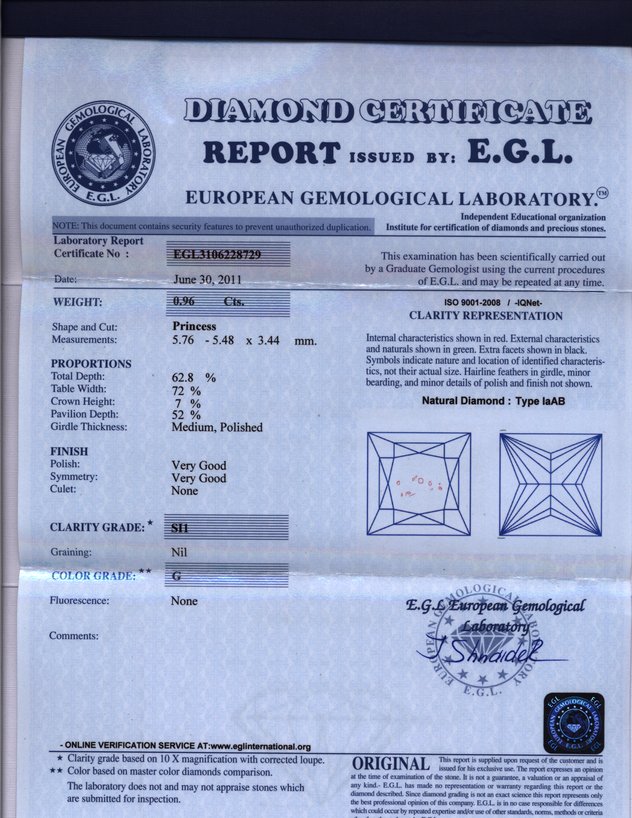 EUROPEAN GEMOLOGICAL LABORATORY
E.G.L.
DIAMOND CERTIFICATE
REPORT ISSUED BY: E.G.L.
EUROPEAN GEMOLOGICAL LABORATORY.™
Independent Educational organization
NOTE: This document contains security features to prevent unauthorized duplication.
Institute for certification of diamonds and precious stones.
Laboratory Report
Certificate No : EGL3106228729
Date: June 30, 2011
WEIGHT: 0.96 Cts.
Shape and Cut: Princess
Measurements: 5.76 - 5.48 x 3.44 mm.
PROPORTIONS
Total Depth: 62.8 %
Table Width: 72 %
Crown Height: 7 %
Pavilion Depth: 52 %
Girdle Thickness: Medium, Polished
FINISH
Polish: Very Good
Symmetry: Very Good
Culet: None
CLARITY GRADE: * SI1
Graining: Nil
COLOR GRADE: ** G
Fluorescence: None
Comments:
This examination has been scientifically carried out
by a Graduate Gemologist using the current procedures
of E.G.L. and may be repeated at any time.
ISO 9001-2008 / -IQNet-
CLARITY REPRESENTATION
Internal characteristics shown in red. External characteristics
and naturals shown in green. Extra facets shown in black.
Symbols indicate nature and location of identified characteris-
tics, not their actual size. Hairline feathers in girdle, minor
bearding, and minor details of polish and finish not shown.
Natural Diamond : Type IaAB
E.G.L European Gemological
Laboratory
EUROPEAN GEMOLOGICAL LABORATORY
E.G.L.
J Shnaider
EGL EGL
E.G.L.
- ONLINE VERIFICATION SERVICE AT:www.eglinternational.org
* Clarity grade based on 10 X magnification with corrected loupe.
** Color based on master color diamonds comparison.
The laboratory does not and may not appraise stones which
are submitted for inspection.
ORIGINAL This report is supplied upon request of the customer and is
issued for his exclusive use. The report expresses an opinion
at the time of examination of the stone. It is not a guarantee, a valuation or an appraisal of
any kind.- E.G.L. has made no representation or warranty regarding this report or the
diamond described. Since diamond grading is not an exact science this report represents only
the best professional opinion of this company. E.G.L. is in no case responsible for differences
which could occur by repeated expertise and/or use of other standards, norms, methods or criteria